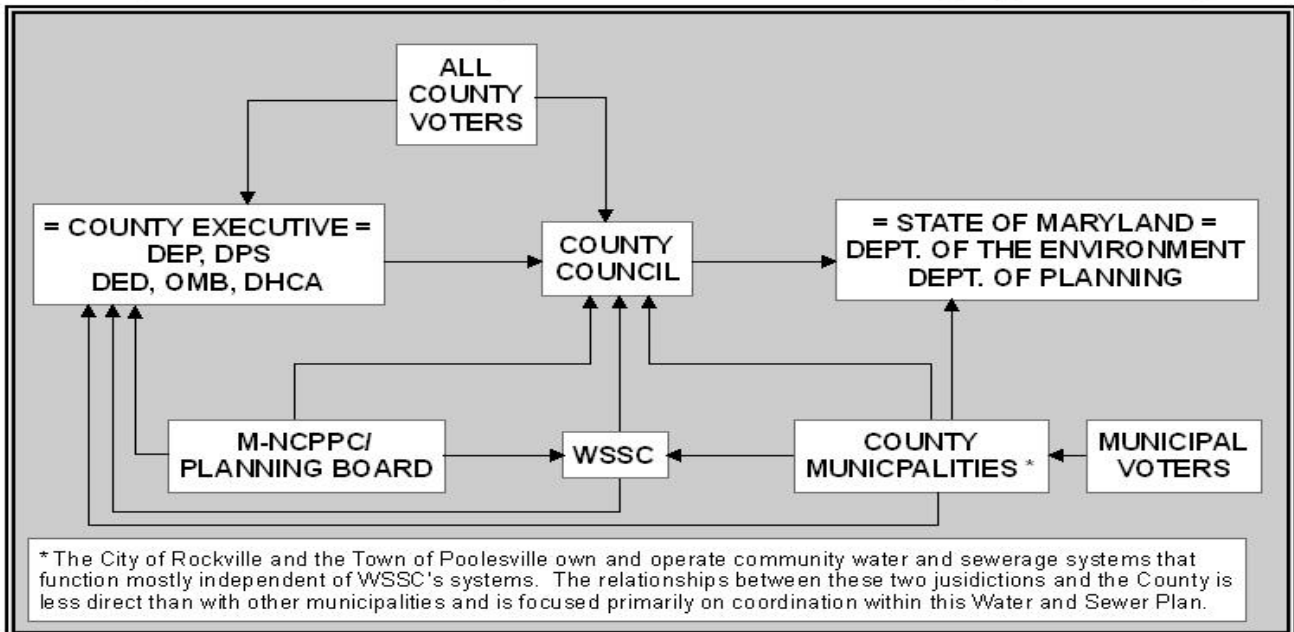 ALL
COUNTY
VOTERS
= COUNTY EXECUTIVE =
DEP, DPS
DED, OMB, DHCA
COUNTY
COUNCIL
= STATE OF MARYLAND =
DEPT. OF THE ENVIRONMENT
DEPT. OF PLANNING
M-NCPPC/
PLANNING BOARD
WSSC
COUNTY
MUNICPALITIES *
MUNICIPAL
VOTERS
* The City of Rockville and the Town of Poolesville own and operate community water and sewerage systems that
function mostly independent of WSSC's systems.  The relationships between these two jusidictions and the County is
less direct than with other municipalities and is focused primarily on coordination within this Water and Sewer Plan.